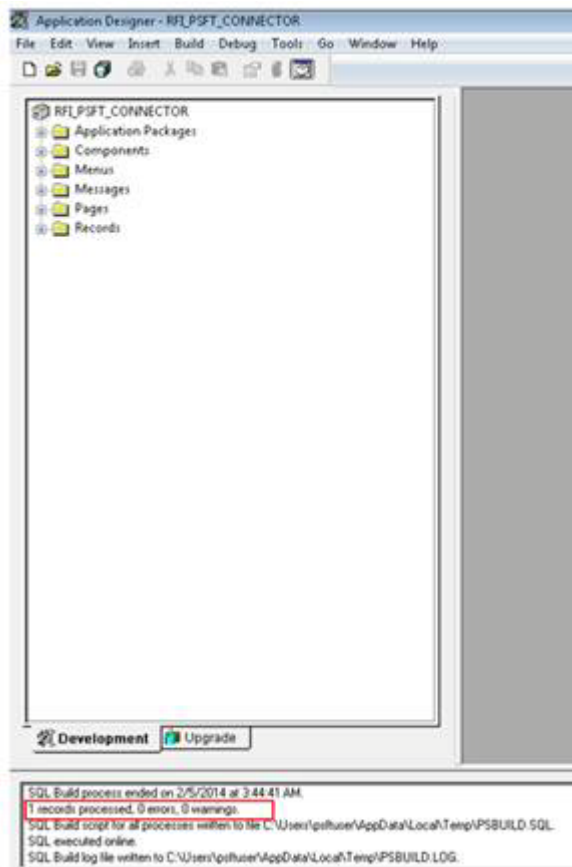 Application Designer - RFI_PSFT_CONNECTOR
File Edit View Insert Build Debug Tools Go Window Help
RFI_PSFT_CONNECTOR
Application Packages
Components
Menus
Messages
Pages
Records
Development Upgrade
SQL Build process ended on 2/5/2014 at 3:44:41 AM.
1 records processed, 0 errors, 0 warnings.
SQL Build script for all processes written to file C:\Users\psftuser\AppData\Local\Temp\PSBUILD.SQL.
SQL executed online.
SQL Build log file written to C:\Users\psftuser\AppData\Local\Temp\PSBUILD.LOG.